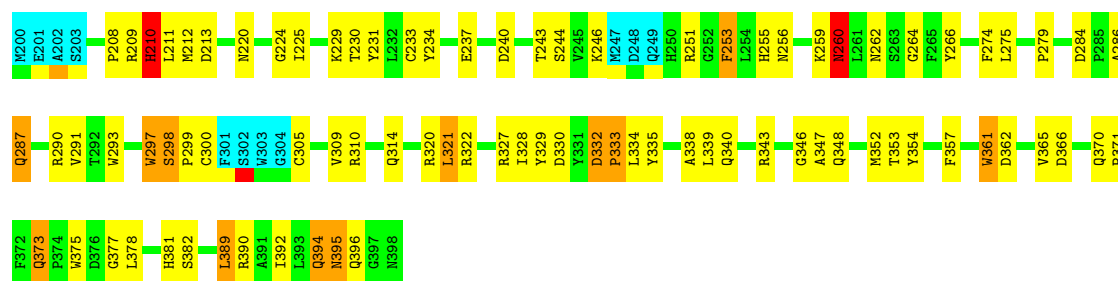 M200 E201 A202 S203 P208 R209 H210 L211 M212 D213 N220 G224 I225 K229 T230 Y231 L232 C233 Y234 E237 D240 T243 S244 V245 K246 M247 D248 Q249 H250 R251 G252 F253 L254 H255 N256 K259 N260 L261 N262 S263 G264 F265 Y266 F274 L275 P279 D284 P285 A286
Q287 R290 V291 T292 W293 W297 S298 P299 C300 F301 S302 W303 G304 C305 V309 R310 Q314 R320 L321 R322 R327 I328 Y329 D330 Y331 D332 P333 L334 Y335 A338 L339 Q340 R343 G346 A347 Q348 M352 T353 Y354 F357 W361 D362 V365 D366 Q370
F372 Q373 P374 W375 D376 G377 L378 H381 S382 L389 R390 A391 I392 L393 Q394 N395 Q396 G397 N398